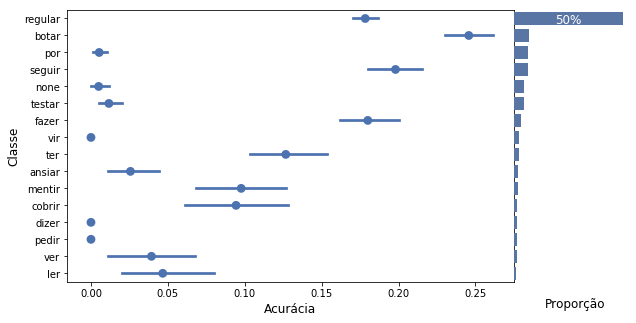 regular
50%
botar
por
seguir
none
testar
fazer
vir
ter
ansiar
mentir
cobrir
dizer
pedir
ver
ler
Classe
0.00 0.05 0.10 0.15 0.20 0.25
Acurácia
Proporção